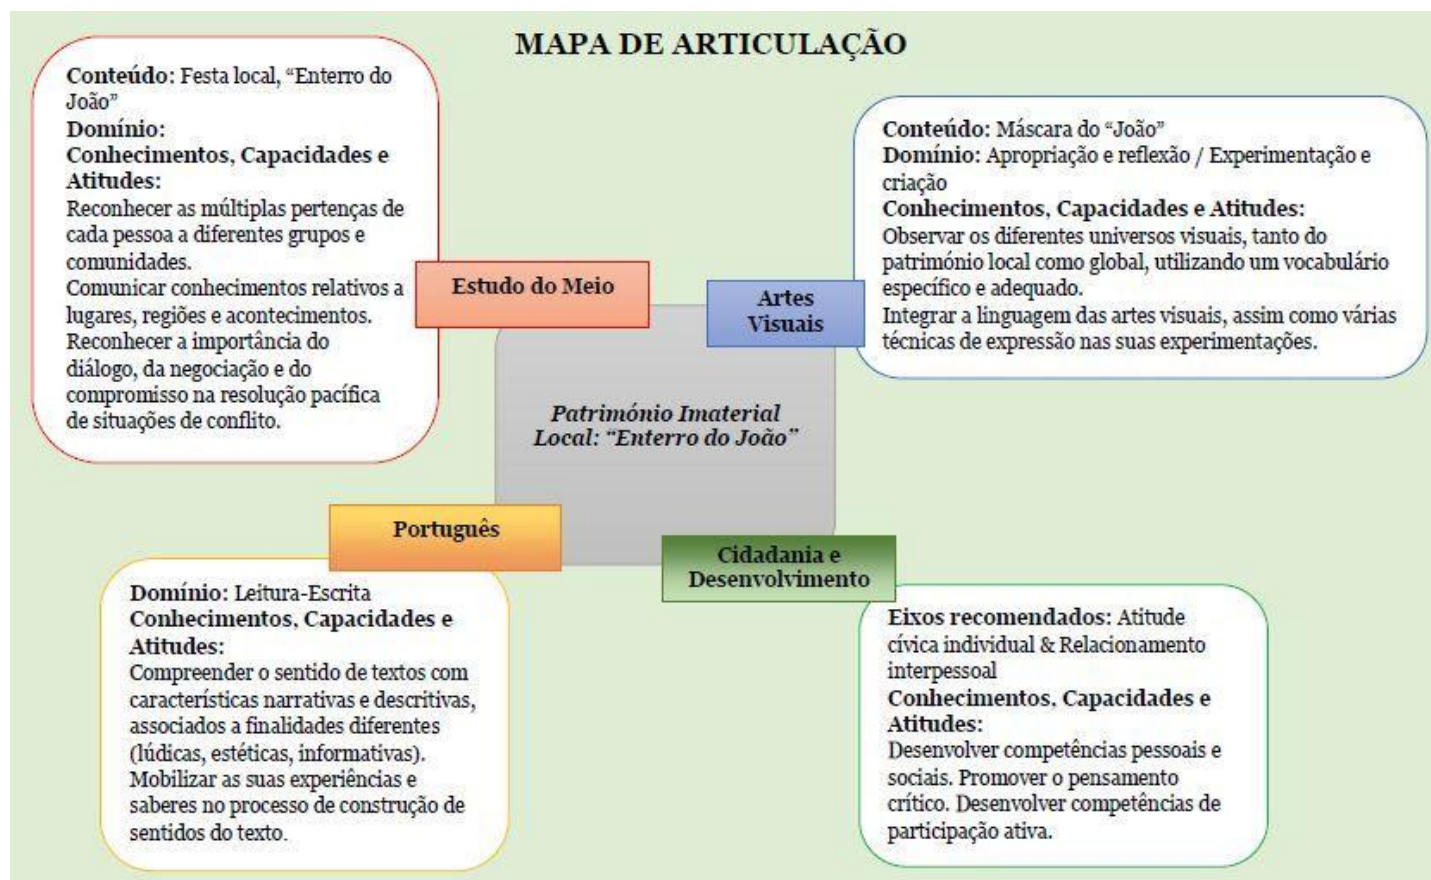 MAPA DE ARTICULAÇÃO
Conteúdo: Festa local, “Enterro do
João”
Domínio:
Conhecimentos, Capacidades e
Atitudes:
Reconhecer as múltiplas pertenças de
cada pessoa a diferentes grupos e
comunidades.
Comunicar conhecimentos relativos a
lugares, regiões e acontecimentos.
Reconhecer a importância do
diálogo, da negociação e do
compromisso na resolução pacífica
de situações de conflito.
Estudo do Meio
Conteúdo: Máscara do “João”
Domínio: Apropriação e reflexão / Experimentação e
criação
Conhecimentos, Capacidades e Atitudes:
Observar os diferentes universos visuais, tanto do
património local como global, utilizando um vocabulário
específico e adequado.
Integrar a linguagem das artes visuais, assim como várias
técnicas de expressão nas suas experimentações.
Artes
Visuais
Património Imaterial
Local: “Enterro do João”
Português
Domínio: Leitura-Escrita
Conhecimentos, Capacidades e
Atitudes:
Compreender o sentido de textos com
características narrativas e descritivas,
associados a finalidades diferentes
(lúdicas, estéticas, informativas).
Mobilizar as suas experiências e
saberes no processo de construção de
sentidos do texto.
Cidadania e
Desenvolvimento
Eixos recomendados: Atitude
cívica individual & Relacionamento
interpessoal
Conhecimentos, Capacidades e
Atitudes:
Desenvolver competências pessoais e
sociais. Promover o pensamento
crítico. Desenvolver competências de
participação ativa.